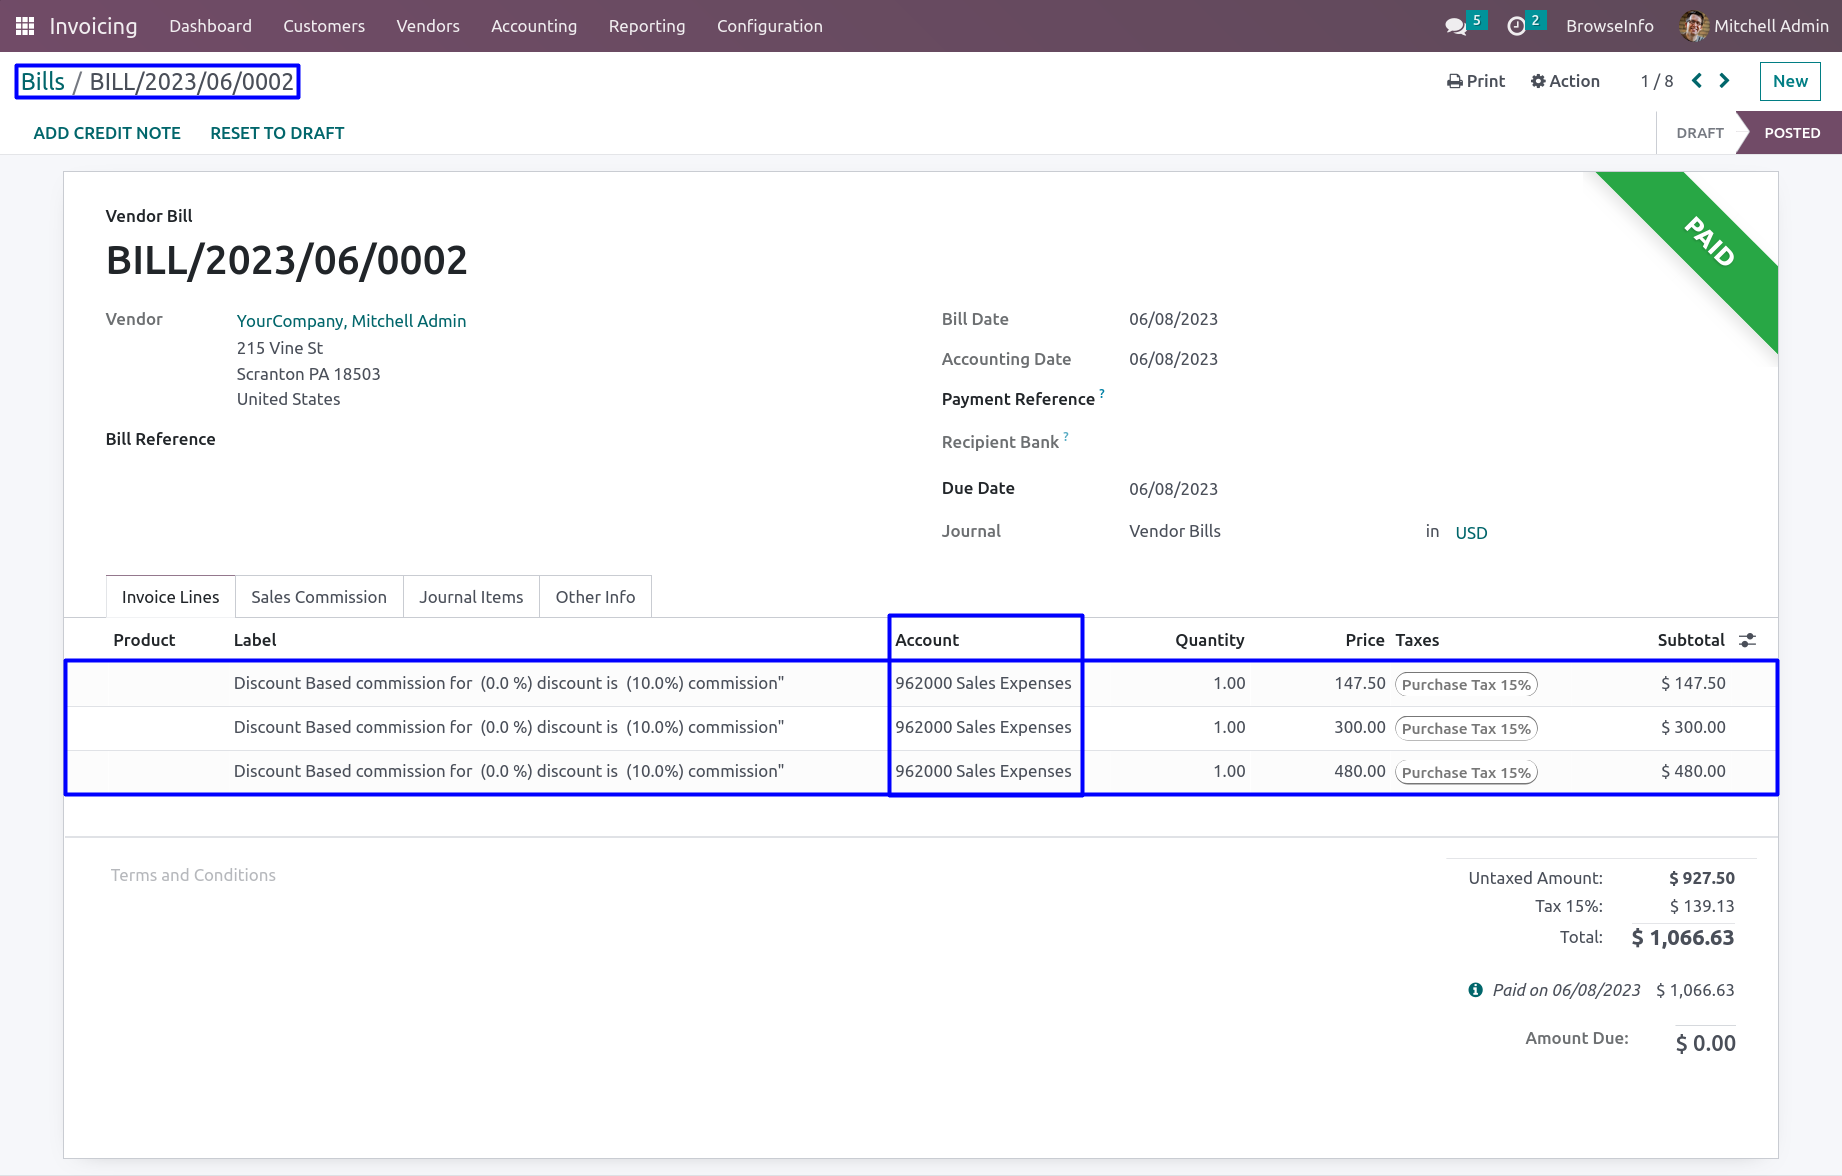 Invoicing Dashboard Customers Vendors Accounting Reporting Configuration 5 2 BrowseInfo Mitchell Admin
Bills / BILL/2023/06/0002 Print Action 1 / 8 New
ADD CREDIT NOTE RESET TO DRAFT DRAFT POSTED
PAID
Vendor Bill
BILL/2023/06/0002
Vendor YourCompany, Mitchell Admin
215 Vine St
Scranton PA 18503
United States
Bill Reference
Bill Date 06/08/2023
Accounting Date 06/08/2023
Payment Reference ?
Recipient Bank ?
Due Date 06/08/2023
Journal Vendor Bills in USD
Invoice Lines Sales Commission Journal Items Other Info
Product Label Account Quantity Price Taxes Subtotal
Discount Based commission for (0.0 %) discount is (10.0%) commission" 962000 Sales Expenses 1.00 147.50 Purchase Tax 15% $ 147.50
Discount Based commission for (0.0 %) discount is (10.0%) commission" 962000 Sales Expenses 1.00 300.00 Purchase Tax 15% $ 300.00
Discount Based commission for (0.0 %) discount is (10.0%) commission" 962000 Sales Expenses 1.00 480.00 Purchase Tax 15% $ 480.00
Terms and Conditions
Untaxed Amount: $ 927.50
Tax 15%: $ 139.13
Total: $ 1,066.63
Paid on 06/08/2023 $ 1,066.63
Amount Due: $ 0.00